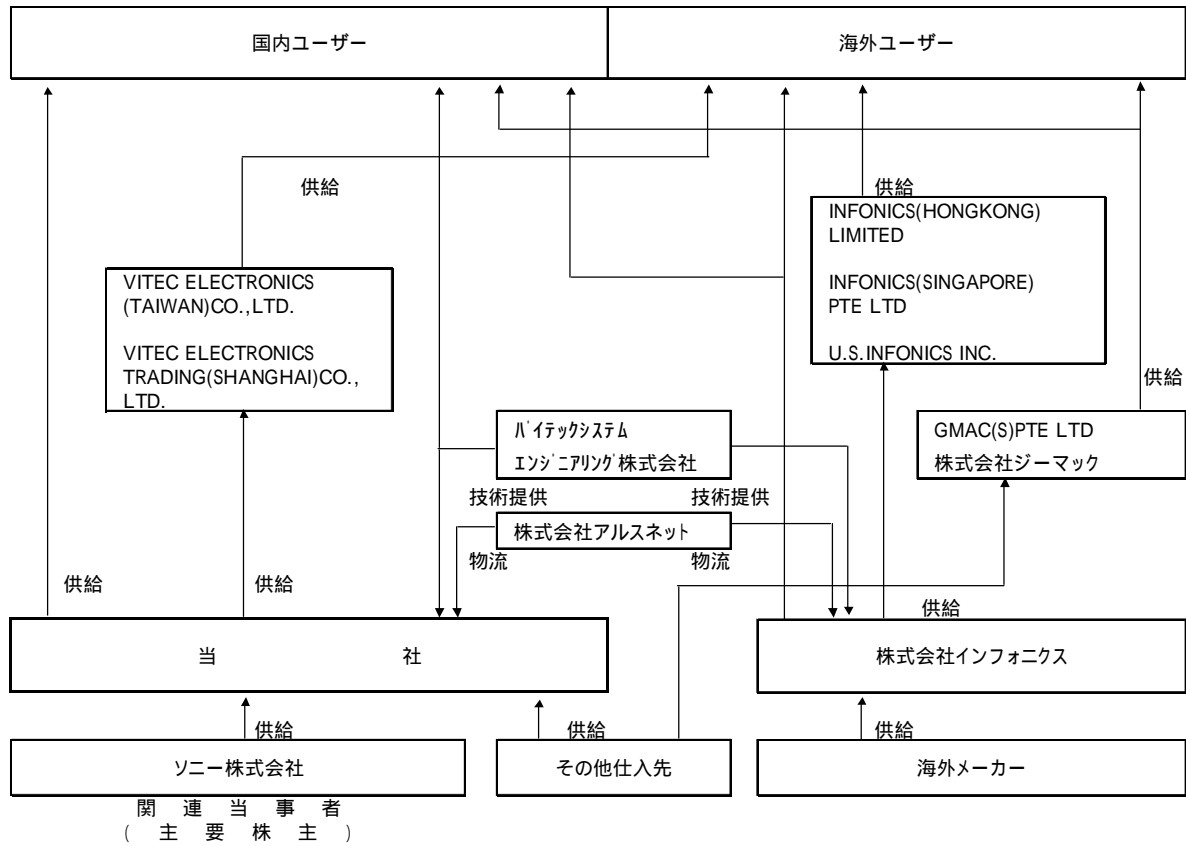 国内ユーザー
海外ユーザー
供給
供給
INFONICS(HONGKONG)
LIMITED
INFONICS(SINGAPORE)
PTE LTD
U.S.INFONICS INC.
VITEC ELECTRONICS
(TAIWAN)CO.,LTD.
VITEC ELECTRONICS
TRADING(SHANGHAI)CO.,
LTD.
供給
ﾊﾞｲﾃｯｸｼｽﾃﾑ
ｴﾝｼﾞﾆｱﾘﾝｸﾞ株式会社
GMAC(S)PTE LTD
株式会社ジーマック
技術提供
技術提供
株式会社アルスネット
物流
物流
供給
供給
供給
当 社
株式会社インフォニクス
供給
供給
供給
ソニー株式会社
その他仕入先
海外メーカー
関 連 当 事 者
( 主 要 株 主 )